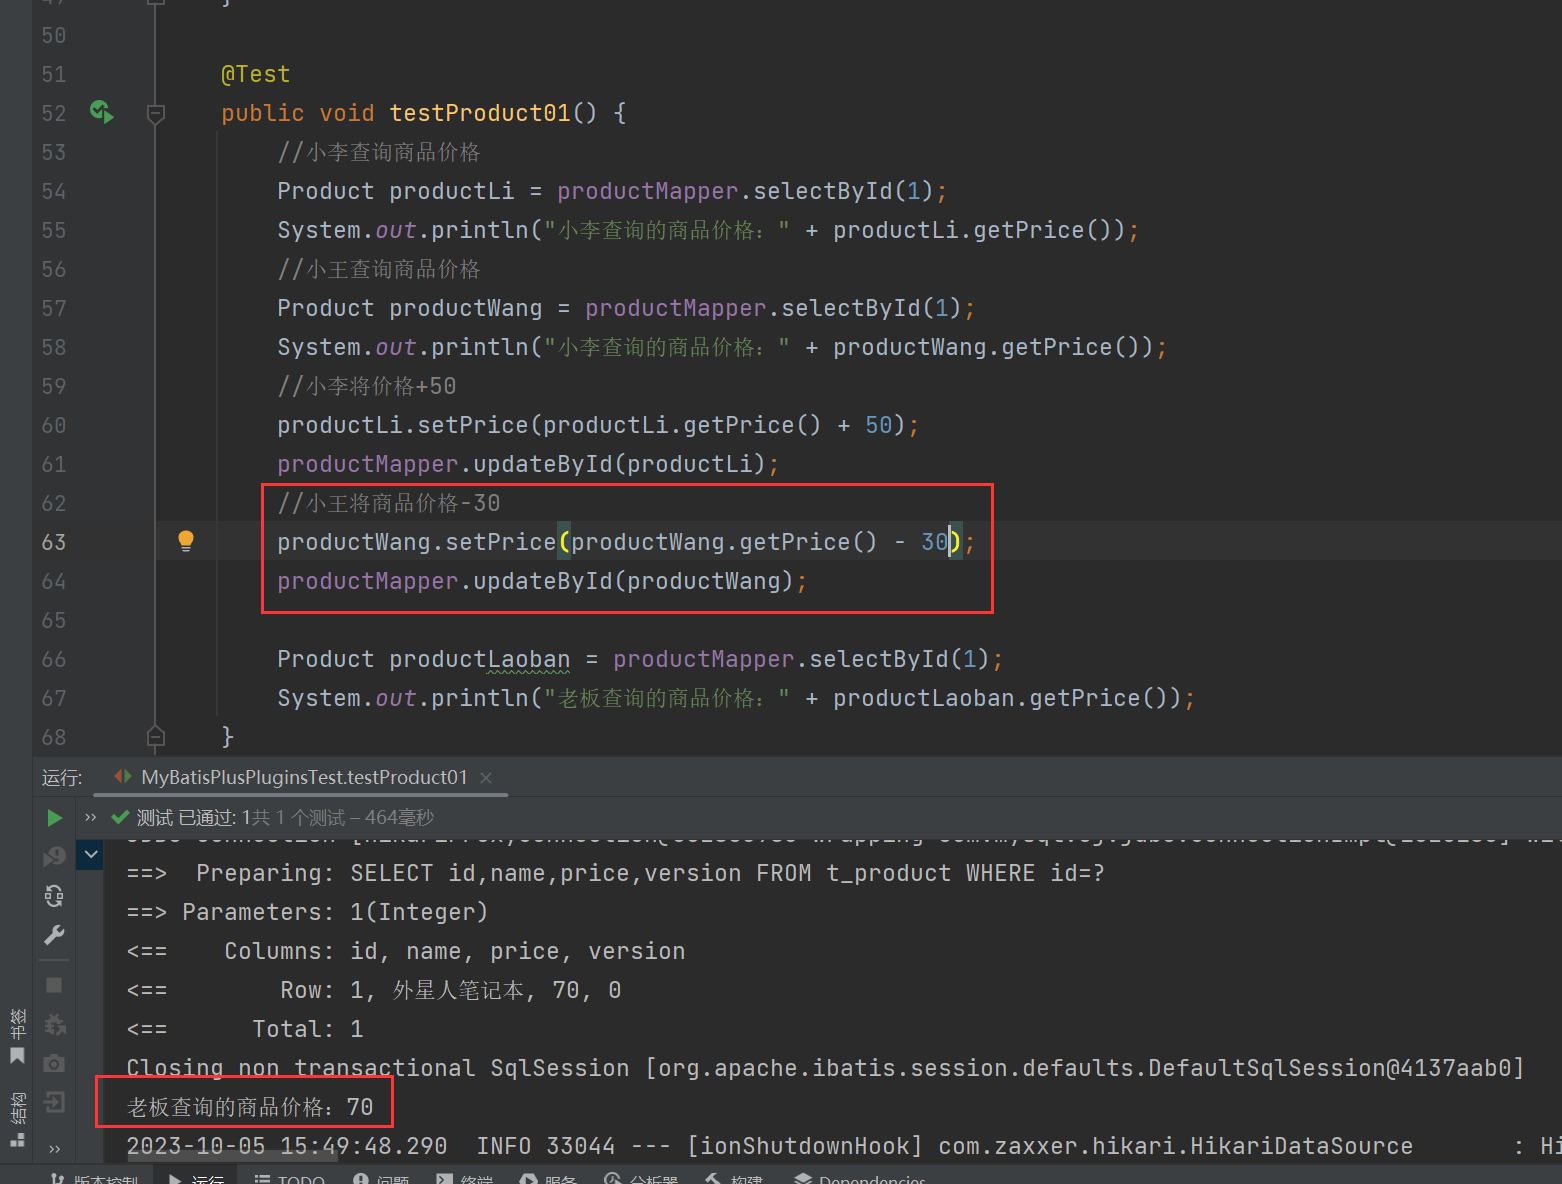 50
51 @Test
52 public void testProduct01() {
53 //小李查询商品价格
54 Product productLi = productMapper.selectById(1);
55 System.out.println("小李查询的商品价格：" + productLi.getPrice());
56 //小王查询商品价格
57 Product productWang = productMapper.selectById(1);
58 System.out.println("小李查询的商品价格：" + productWang.getPrice());
59 //小李将价格+50
60 productLi.setPrice(productLi.getPrice() + 50);
61 productMapper.updateById(productLi);
62 //小王将商品价格-30
63 productWang.setPrice(productWang.getPrice() - 30);
64 productMapper.updateById(productWang);
65
66 Product productLaoban = productMapper.selectById(1);
67 System.out.println("老板查询的商品价格：" + productLaoban.getPrice());
68 }
运行: MyBatisPlusPluginsTest.testProduct01
测试 已通过: 1共 1 个测试 – 464毫秒
==>  Preparing: SELECT id,name,price,version FROM t_product WHERE id=?
==> Parameters: 1(Integer)
<==    Columns: id, name, price, version
<==        Row: 1, 外星人笔记本, 70, 0
<==      Total: 1
Closing non transactional SqlSession [org.apache.ibatis.session.defaults.DefaultSqlSession@4137aab0]
老板查询的商品价格：70
2023-10-05 15:49:48.290  INFO 33044 --- [ionShutdownHook] com.zaxxer.hikari.HikariDataSource       : Hi
书签
结构
版本控制 运行 TODO 问题 终端 服务 分析器 构建 Dependencies